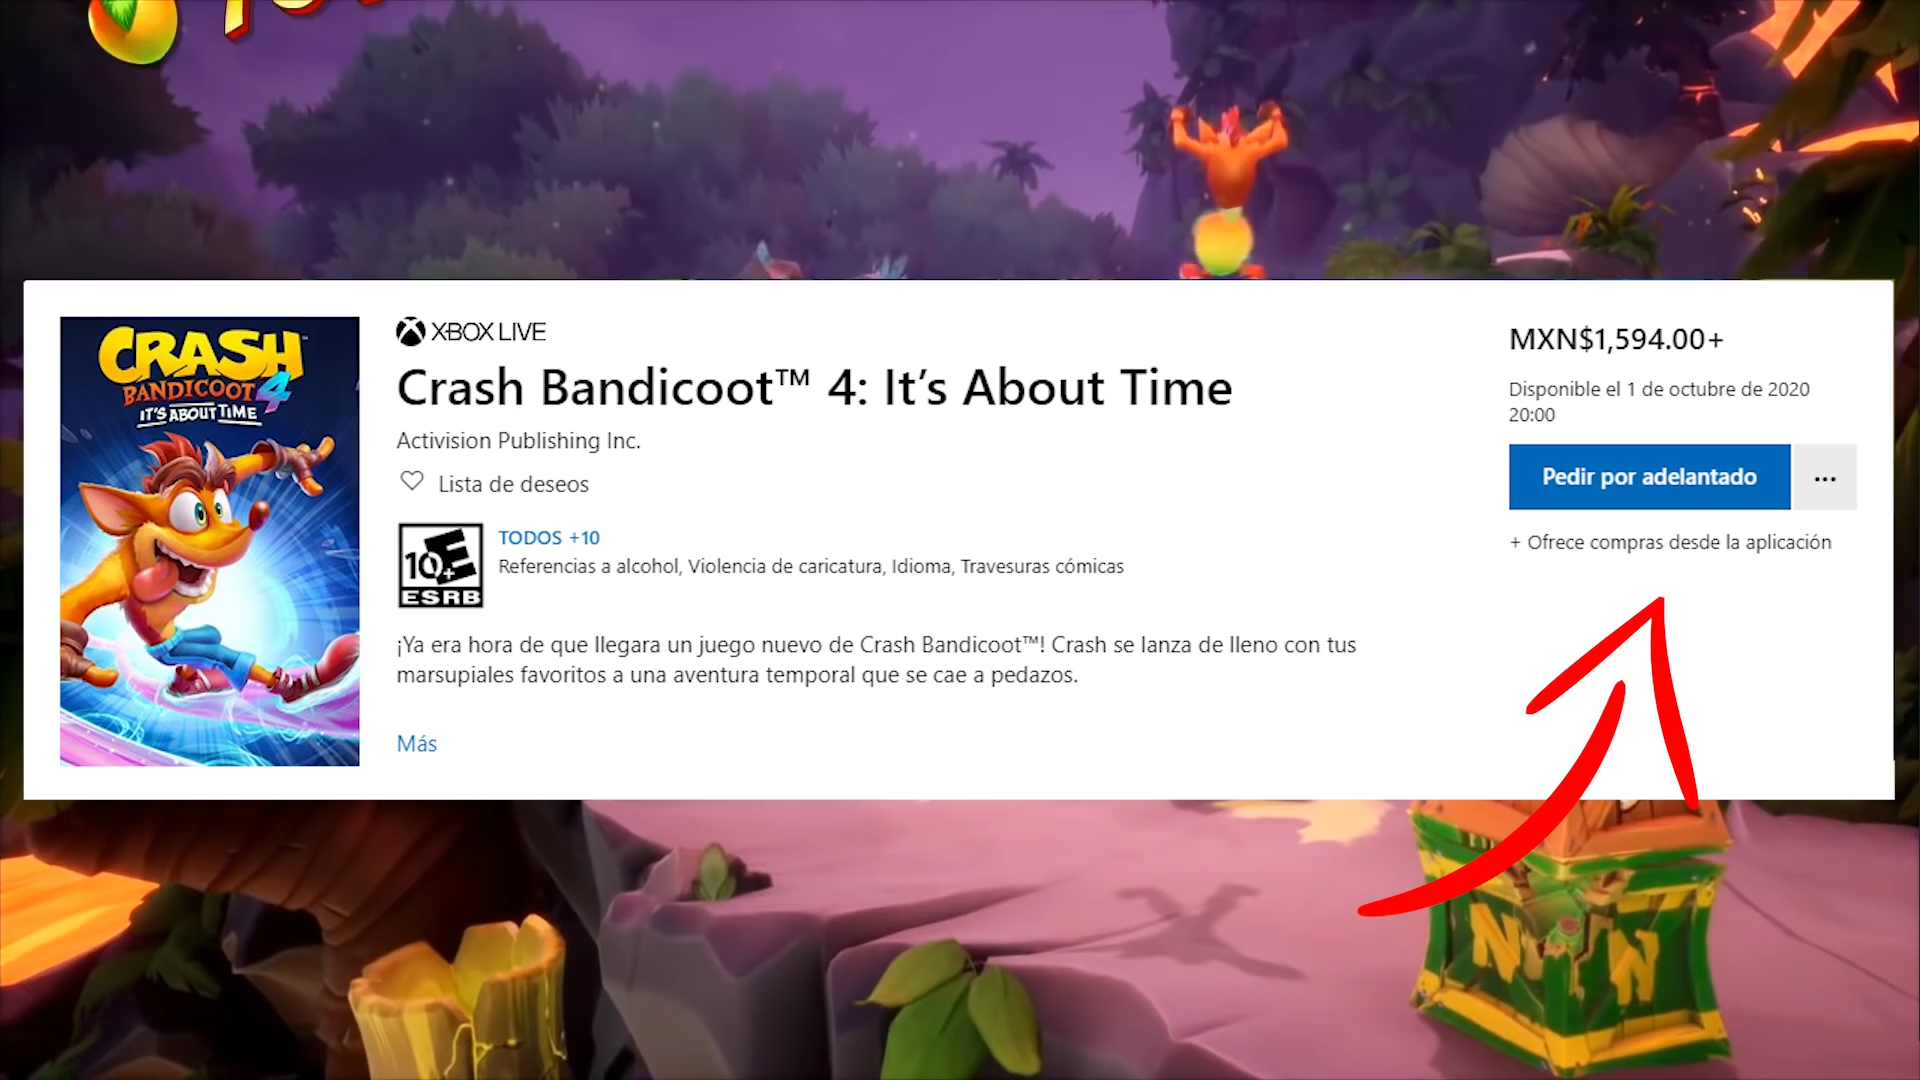 CRASH
BANDICOOT 4
IT'S ABOUT TIME
XBOX LIVE
Crash Bandicoot™ 4: It's About Time
Activision Publishing Inc.
Lista de deseos
10+ E
ESRB
TODOS +10
Referencias a alcohol, Violencia de caricatura, Idioma, Travesuras cómicas
¡Ya era hora de que llegara un juego nuevo de Crash Bandicoot™! Crash se lanza de lleno con tus
marsupiales favoritos a una aventura temporal que se cae a pedazos.
Más
MXN$1,594.00+
Disponible el 1 de octubre de 2020
20:00
Pedir por adelantado
...
+ Ofrece compras desde la aplicación
N N